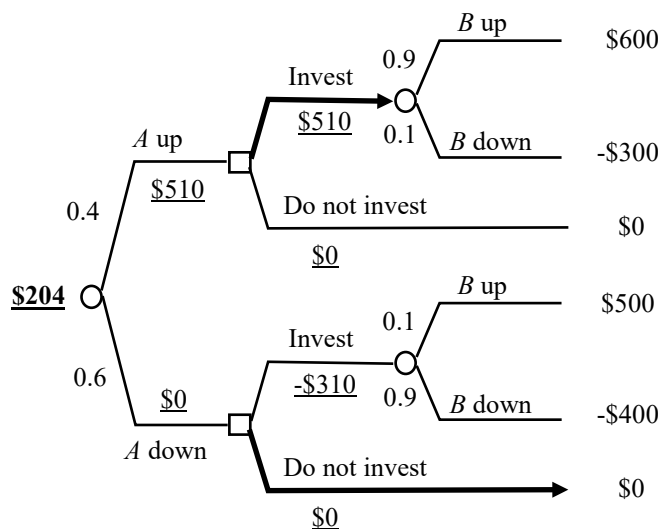 B up
$600
0.9
Invest
$510
0.1
B down
-$300
A up
$510
Do not invest
$0
$0
0.4
$204
B up
$500
0.1
Invest
-$310
0.6
$0
0.9
B down
-$400
A down
Do not invest
$0
$0